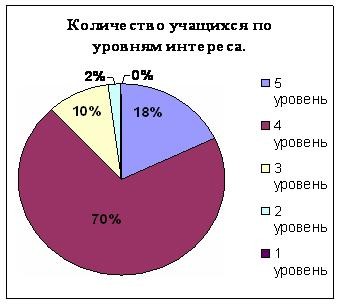 Количество учащихся по
уровням интереса.
2%
0%
10%
18%
70%
5
уровень
4
уровень
3
уровень
2
уровень
1
уровень